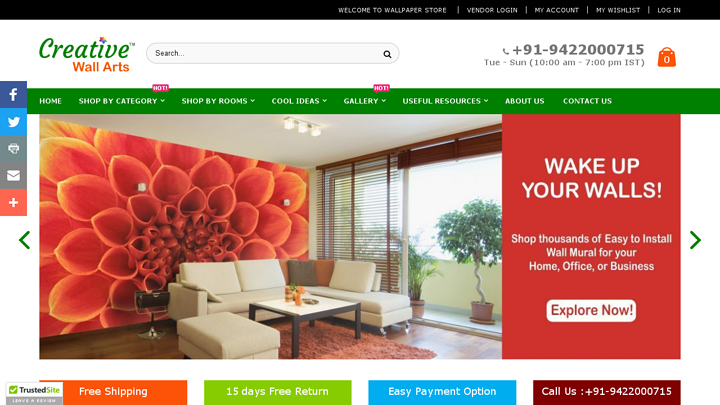 WELCOME TO WALLPAPER STORE
VENDOR LOGIN
MY ACCOUNT
MY WISHLIST
LOG IN
Creative™
Wall Arts
Search...
+91-9422000715
Tue - Sun (10:00 am - 7:00 pm IST)
0
HOT!
HOT!
HOME
SHOP BY CATEGORY
SHOP BY ROOMS
COOL IDEAS
GALLERY
USEFUL RESOURCES
ABOUT US
CONTACT US
WAKE UP
YOUR WALLS!
Shop thousands of Easy to Install
Wall Mural for your
Home, Office, or Business
Explore Now!
TrustedSite
LEAVE A REVIEW
Free Shipping
15 days Free Return
Easy Payment Option
Call Us :+91-9422000715